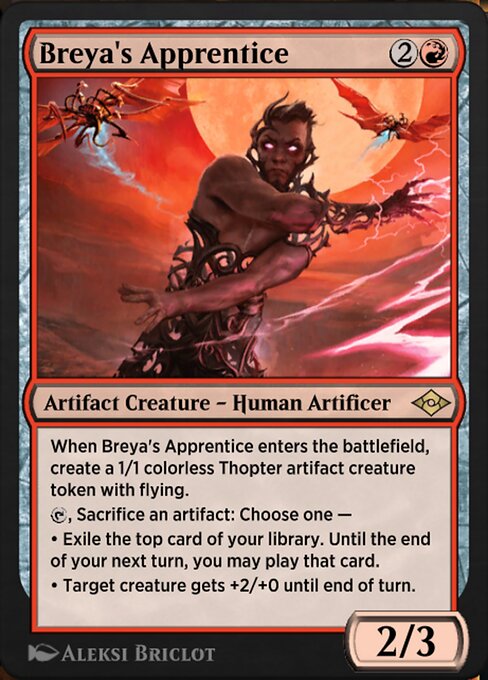 Breya's Apprentice 2
Artifact Creature – Human Artificer
When Breya's Apprentice enters the battlefield,
create a 1/1 colorless Thopter artifact creature
token with flying.
, Sacrifice an artifact: Choose one —
• Exile the top card of your library. Until the end
of your next turn, you may play that card.
• Target creature gets +2/+0 until end of turn.
2/3
Aleksi Briclot